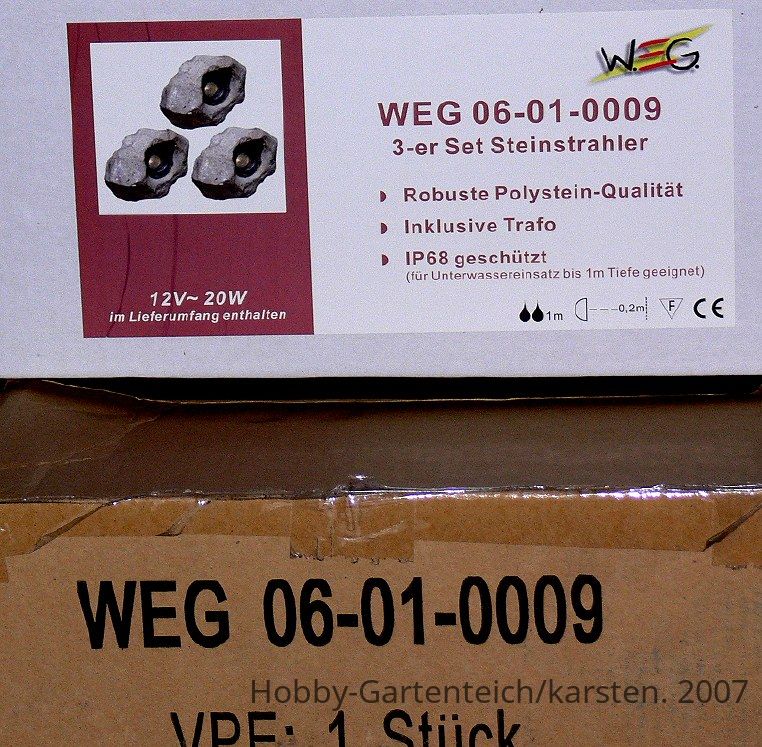 W.E.G.
WEG 06-01-0009
3-er Set Steinstrahler
Robuste Polystein-Qualität
Inklusive Trafo
IP68 geschützt
(für Unterwassereinsatz bis 1m Tiefe geeignet)
12V~ 20W
im Lieferumfang enthalten
1m 0,2m F CE
WEG 06-01-0009
Hobby-Gartenteich/karsten. 2007
VPE: 1 Stück